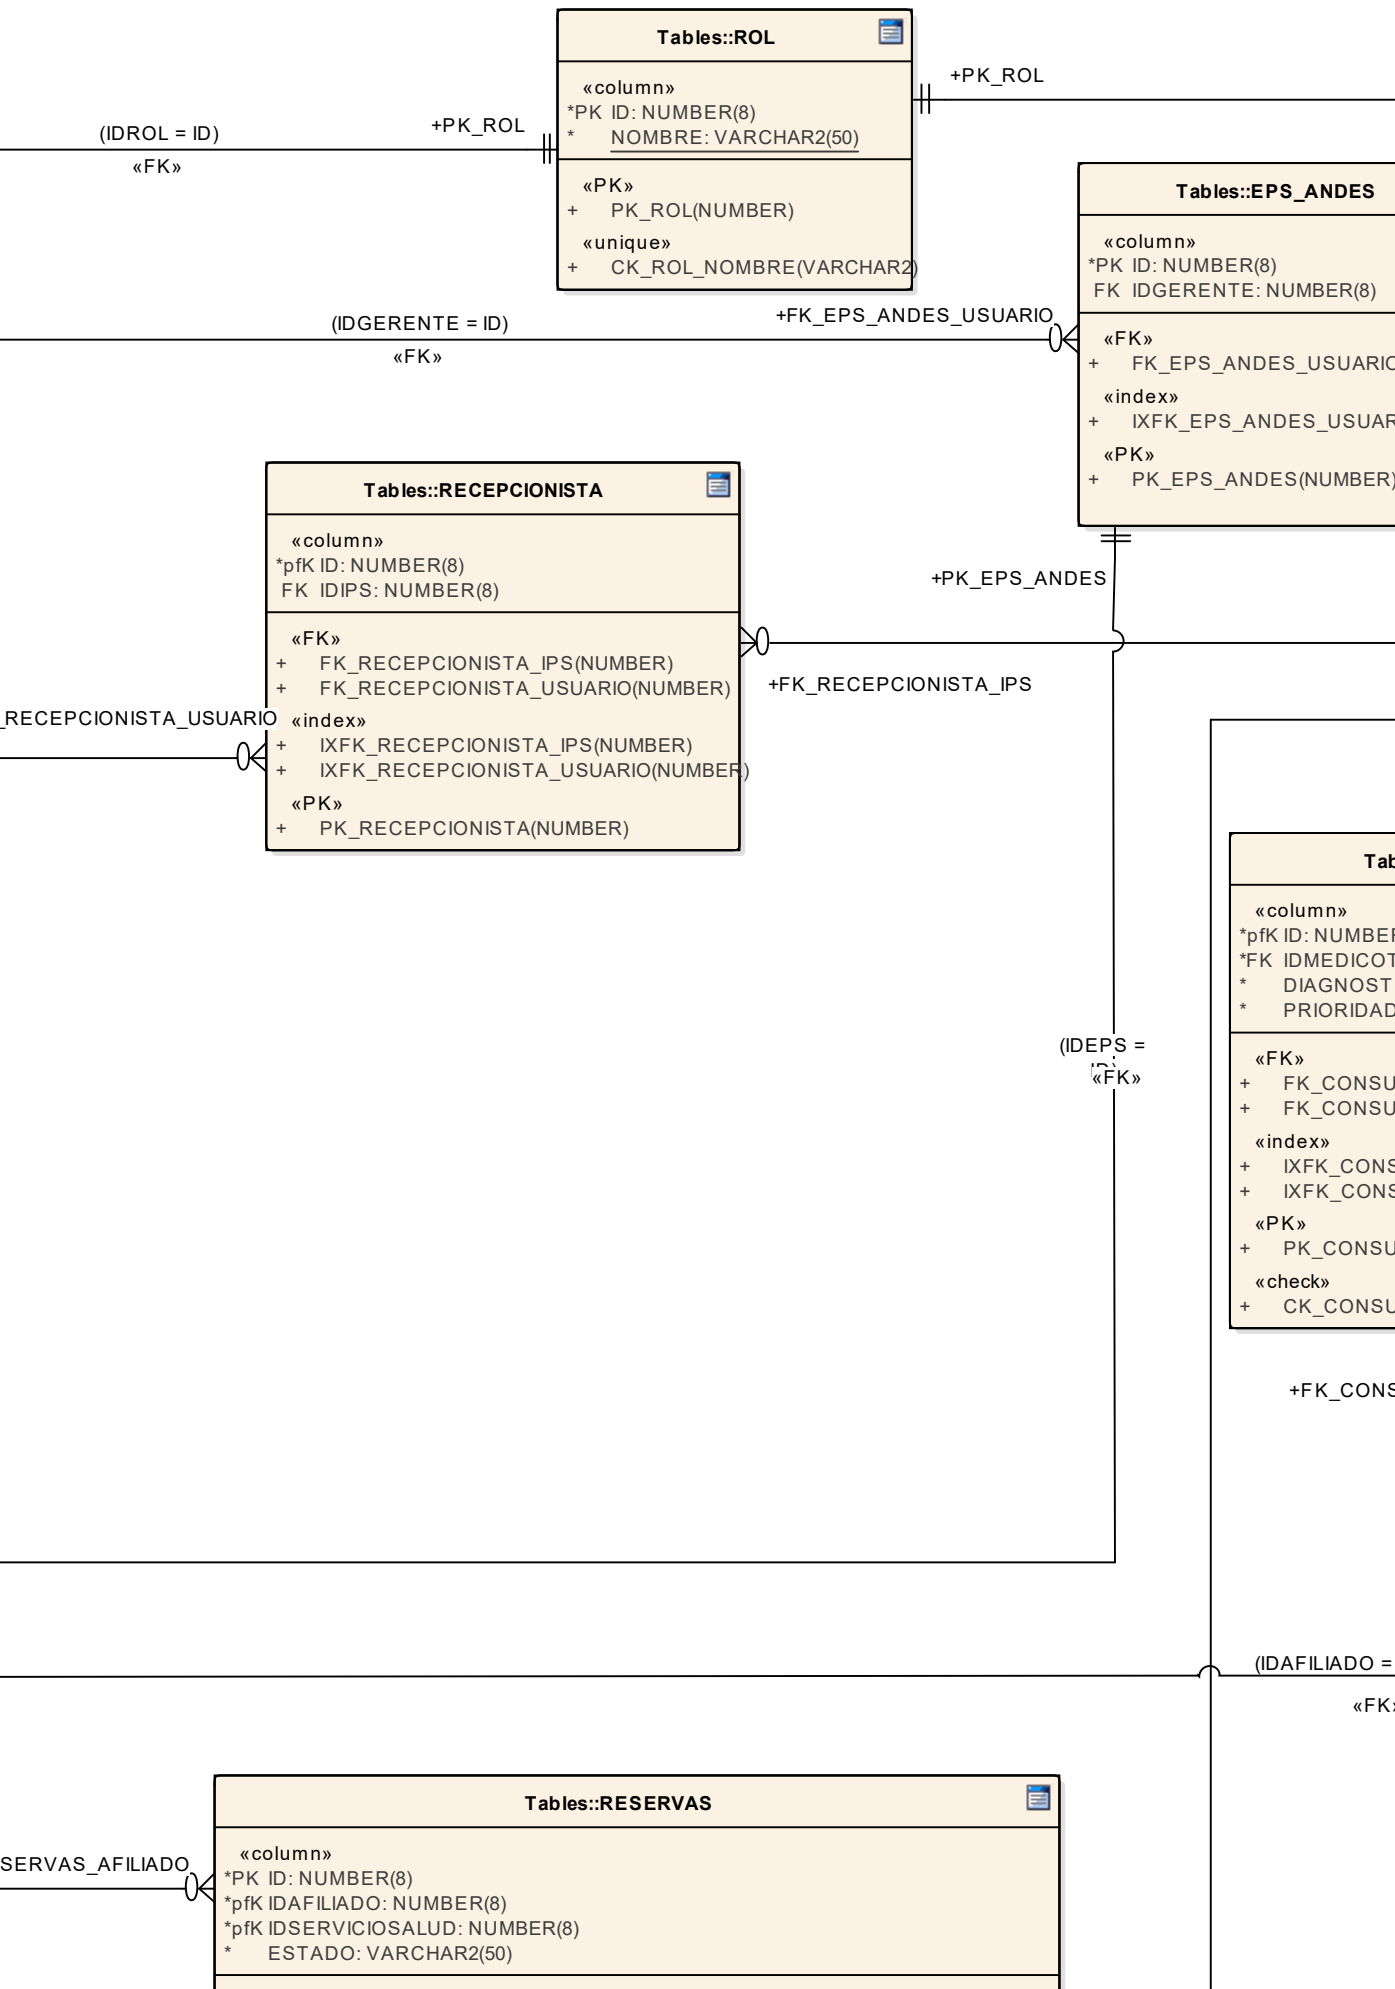 Tables::ROL
«column»
*PK ID: NUMBER(8)
* NOMBRE: VARCHAR2(50)
«PK»
+ PK_ROL(NUMBER)
«unique»
+ CK_ROL_NOMBRE(VARCHAR2)
+PK_ROL
(IDROL = ID)
+PK_ROL
«FK»
Tables::EPS_ANDES
«column»
*PK ID: NUMBER(8)
FK IDGERENTE: NUMBER(8)
«FK»
+ FK_EPS_ANDES_USUARIO
«index»
+ IXFK_EPS_ANDES_USUAR
«PK»
+ PK_EPS_ANDES(NUMBER)
(IDGERENTE = ID)
+FK_EPS_ANDES_USUARIO
«FK»
Tables::RECEPCIONISTA
«column»
*pfK ID: NUMBER(8)
FK IDIPS: NUMBER(8)
«FK»
+ FK_RECEPCIONISTA_IPS(NUMBER)
+ FK_RECEPCIONISTA_USUARIO(NUMBER)
«index»
+ IXFK_RECEPCIONISTA_IPS(NUMBER)
+ IXFK_RECEPCIONISTA_USUARIO(NUMBER)
«PK»
+ PK_RECEPCIONISTA(NUMBER)
_RECEPCIONISTA_USUARIO
+PK_EPS_ANDES
+FK_RECEPCIONISTA_IPS
Tab
«column»
*pfK ID: NUMBER
*FK IDMEDICOT
* DIAGNOST
* PRIORIDAD
«FK»
+ FK_CONSU
+ FK_CONSU
«index»
+ IXFK_CONS
+ IXFK_CONS
«PK»
+ PK_CONSU
«check»
+ CK_CONSU
(IDEPS =
«FK»
+FK_CONS
(IDAFILIADO =
«FK»
Tables::RESERVAS
«column»
*PK ID: NUMBER(8)
*pfK IDAFILIADO: NUMBER(8)
*pfK IDSERVICIOSALUD: NUMBER(8)
* ESTADO: VARCHAR2(50)
SERVAS_AFILIADO